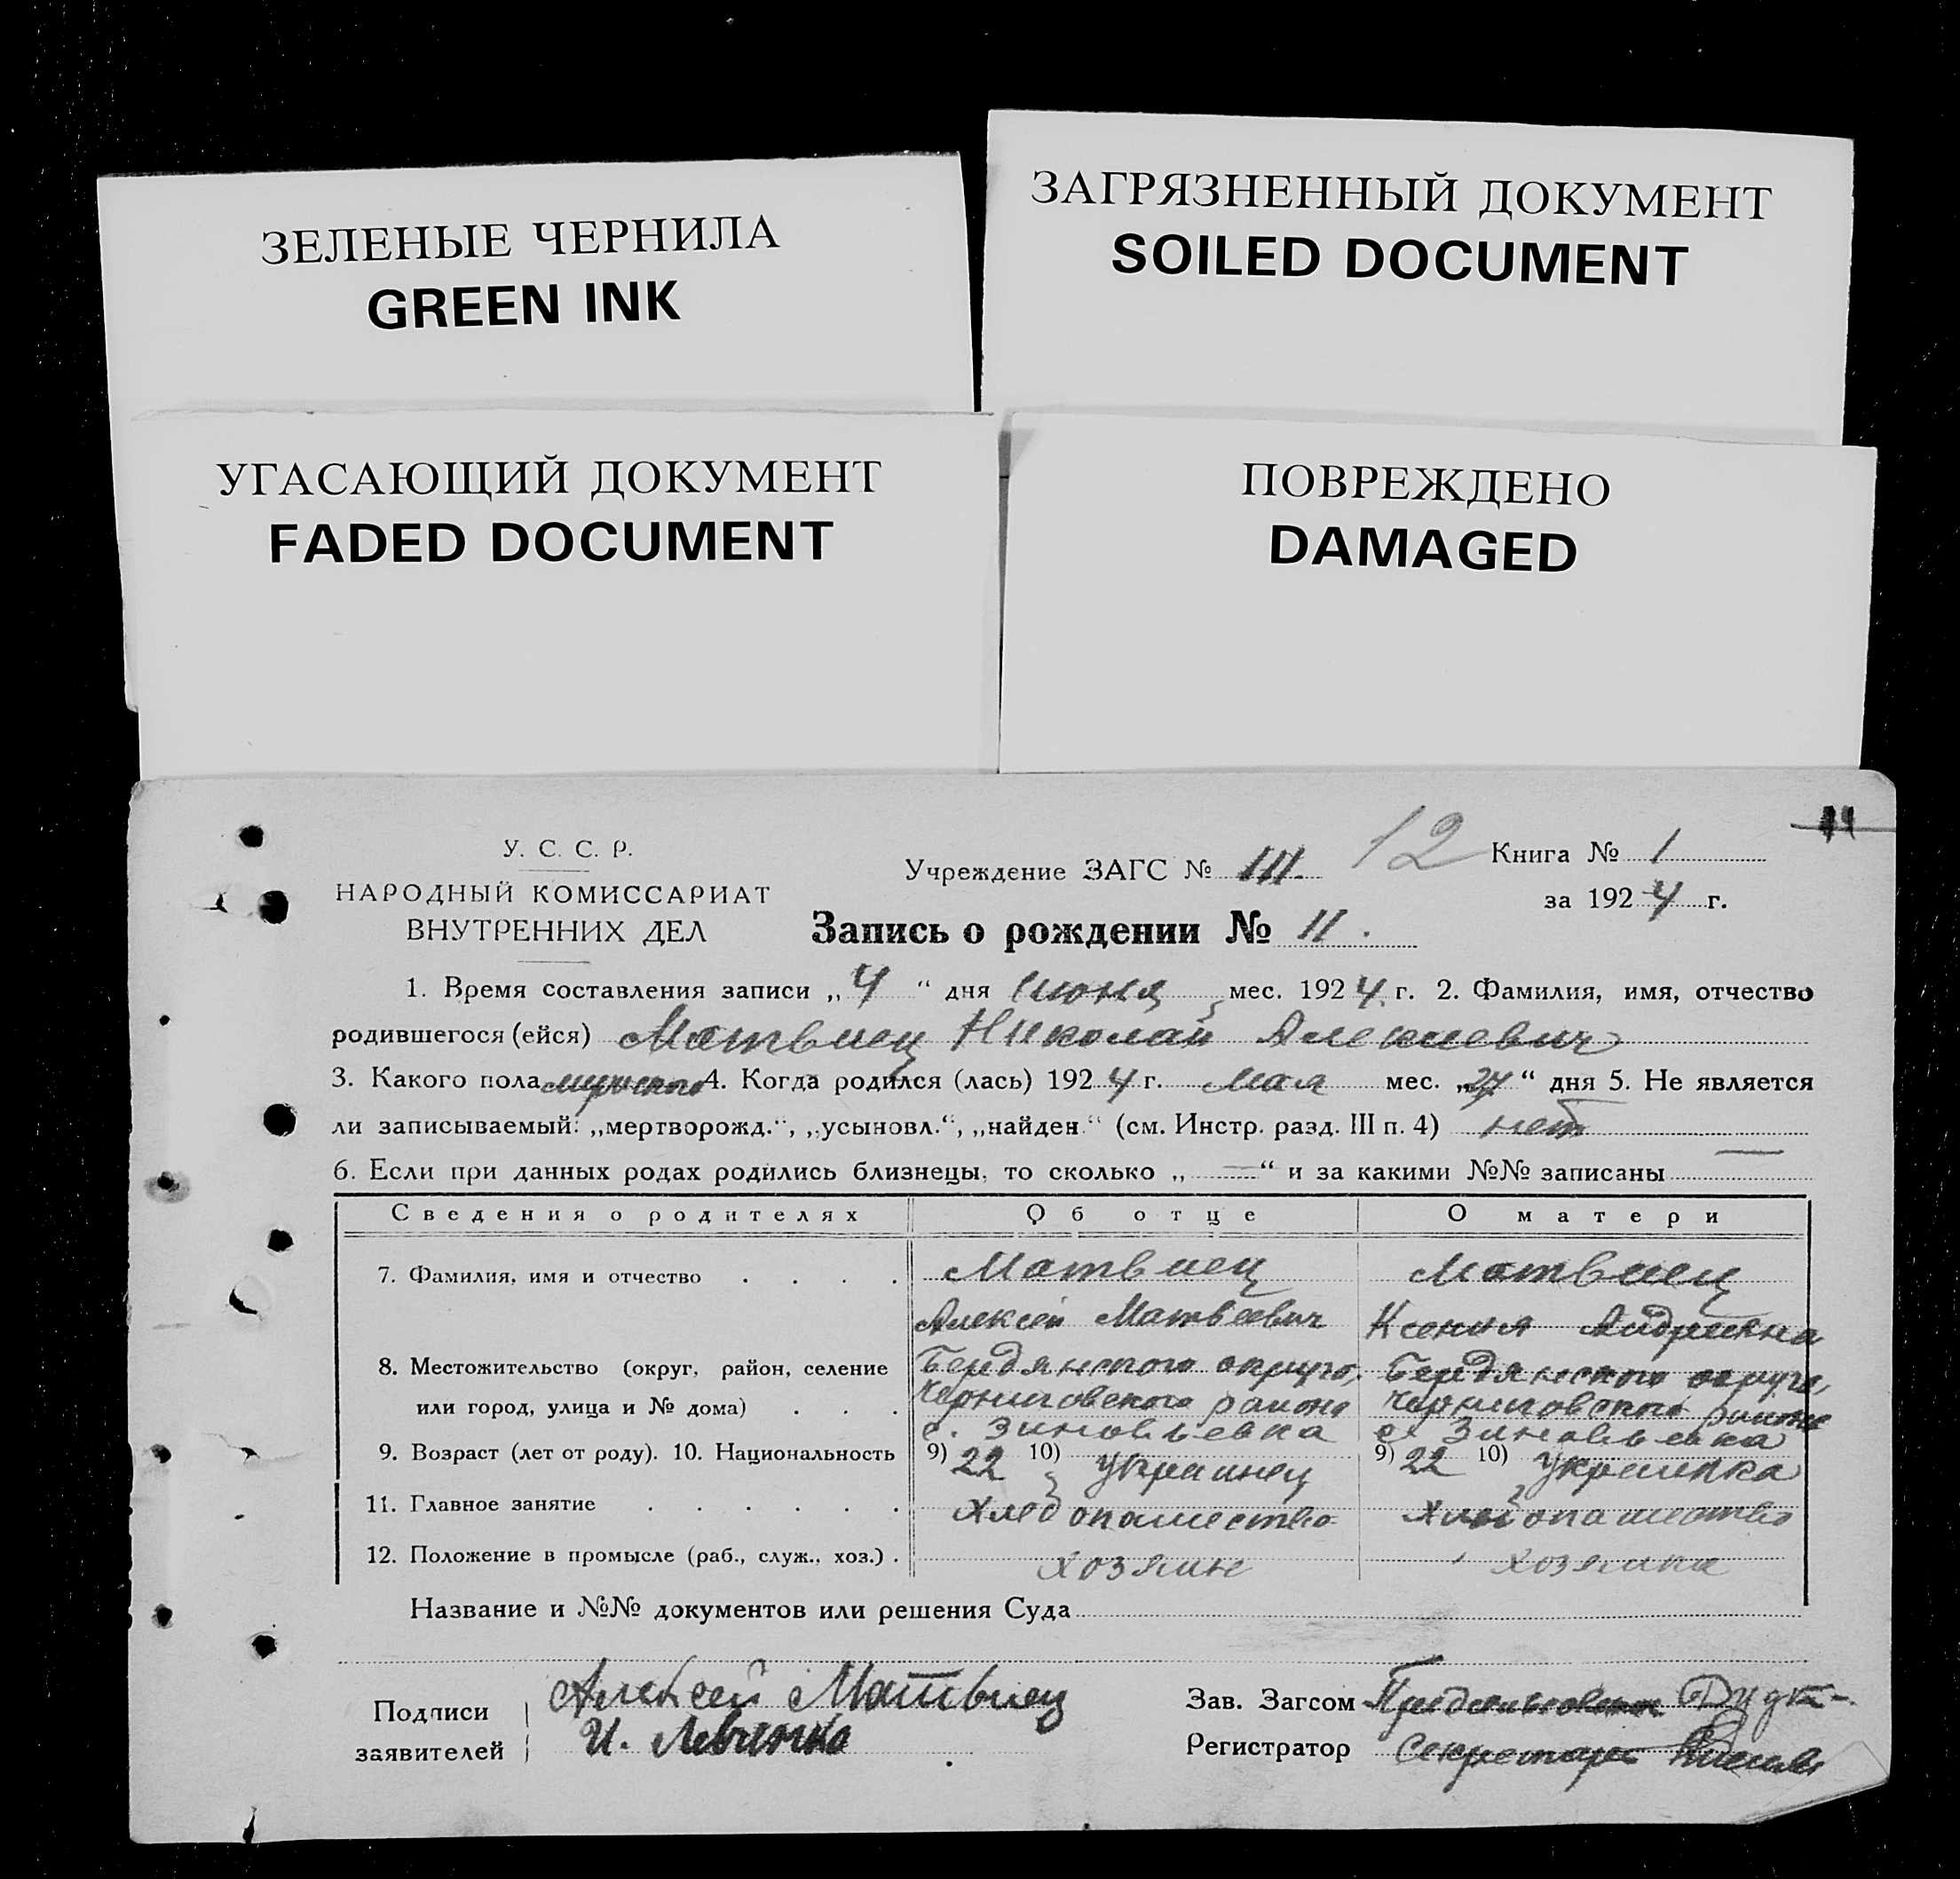 ЗЕЛЕНЫЕ ЧЕРНИЛА
GREEN INK
ЗАГРЯЗНЕННЫЙ ДОКУМЕНТ
SOILED DOCUMENT
УГАСАЮЩИЙ ДОКУМЕНТ
FADED DOCUMENT
ПОВРЕЖДЕНО
DAMAGED
У. С. С. Р.
НАРОДНЫЙ КОМИССАРИАТ
ВНУТРЕННИХ ДЕЛ
Учреждение ЗАГС № III.
12
Книга № 1
за 1924 г.
Запись о рождении № 11.
1. Время составления записи „4“ дня июня мес. 1924 г. 2. Фамилия, имя, отчество
родившегося (ейся) Матвиец Николай Алексиевич
3. Какого пола мужского 4. Когда родился (лась) 1924 г. мая мес. „27“ дня 5. Не является
ли записываемый: „мертворожд.“, „усыновл.“, „найден.“ (см. Инстр. разд. III п. 4) нет
6. Если при данных родах родились близнецы, то сколько „—“ и за какими №№ записаны —
Сведения о родителях Об отце О матери
7. Фамилия, имя и отчество . . . . Матвиец Матвиец
Алексей Матвеевич Ксения Андреевна
8. Местожительство (округ, район, селение Бердянского округа, Бердянского округа,
или город, улица и № дома) . . . Черниговского района Черниговского района
с. Зиновьевка с. Зиновьевка
9. Возраст (лет от роду). 10. Национальность 9) 22 10) украинец 9) 22 10) украинка
11. Главное занятие . . . . . . Хлебопашество Хлебопашество
12. Положение в промысле (раб., служ., хоз.) . хозяин хозяйка
Название и №№ документов или решения Суда
Подписи Алексей Матвиец
заявителей И. Левченко
Зав. Загсом
Регистратор Секретарь